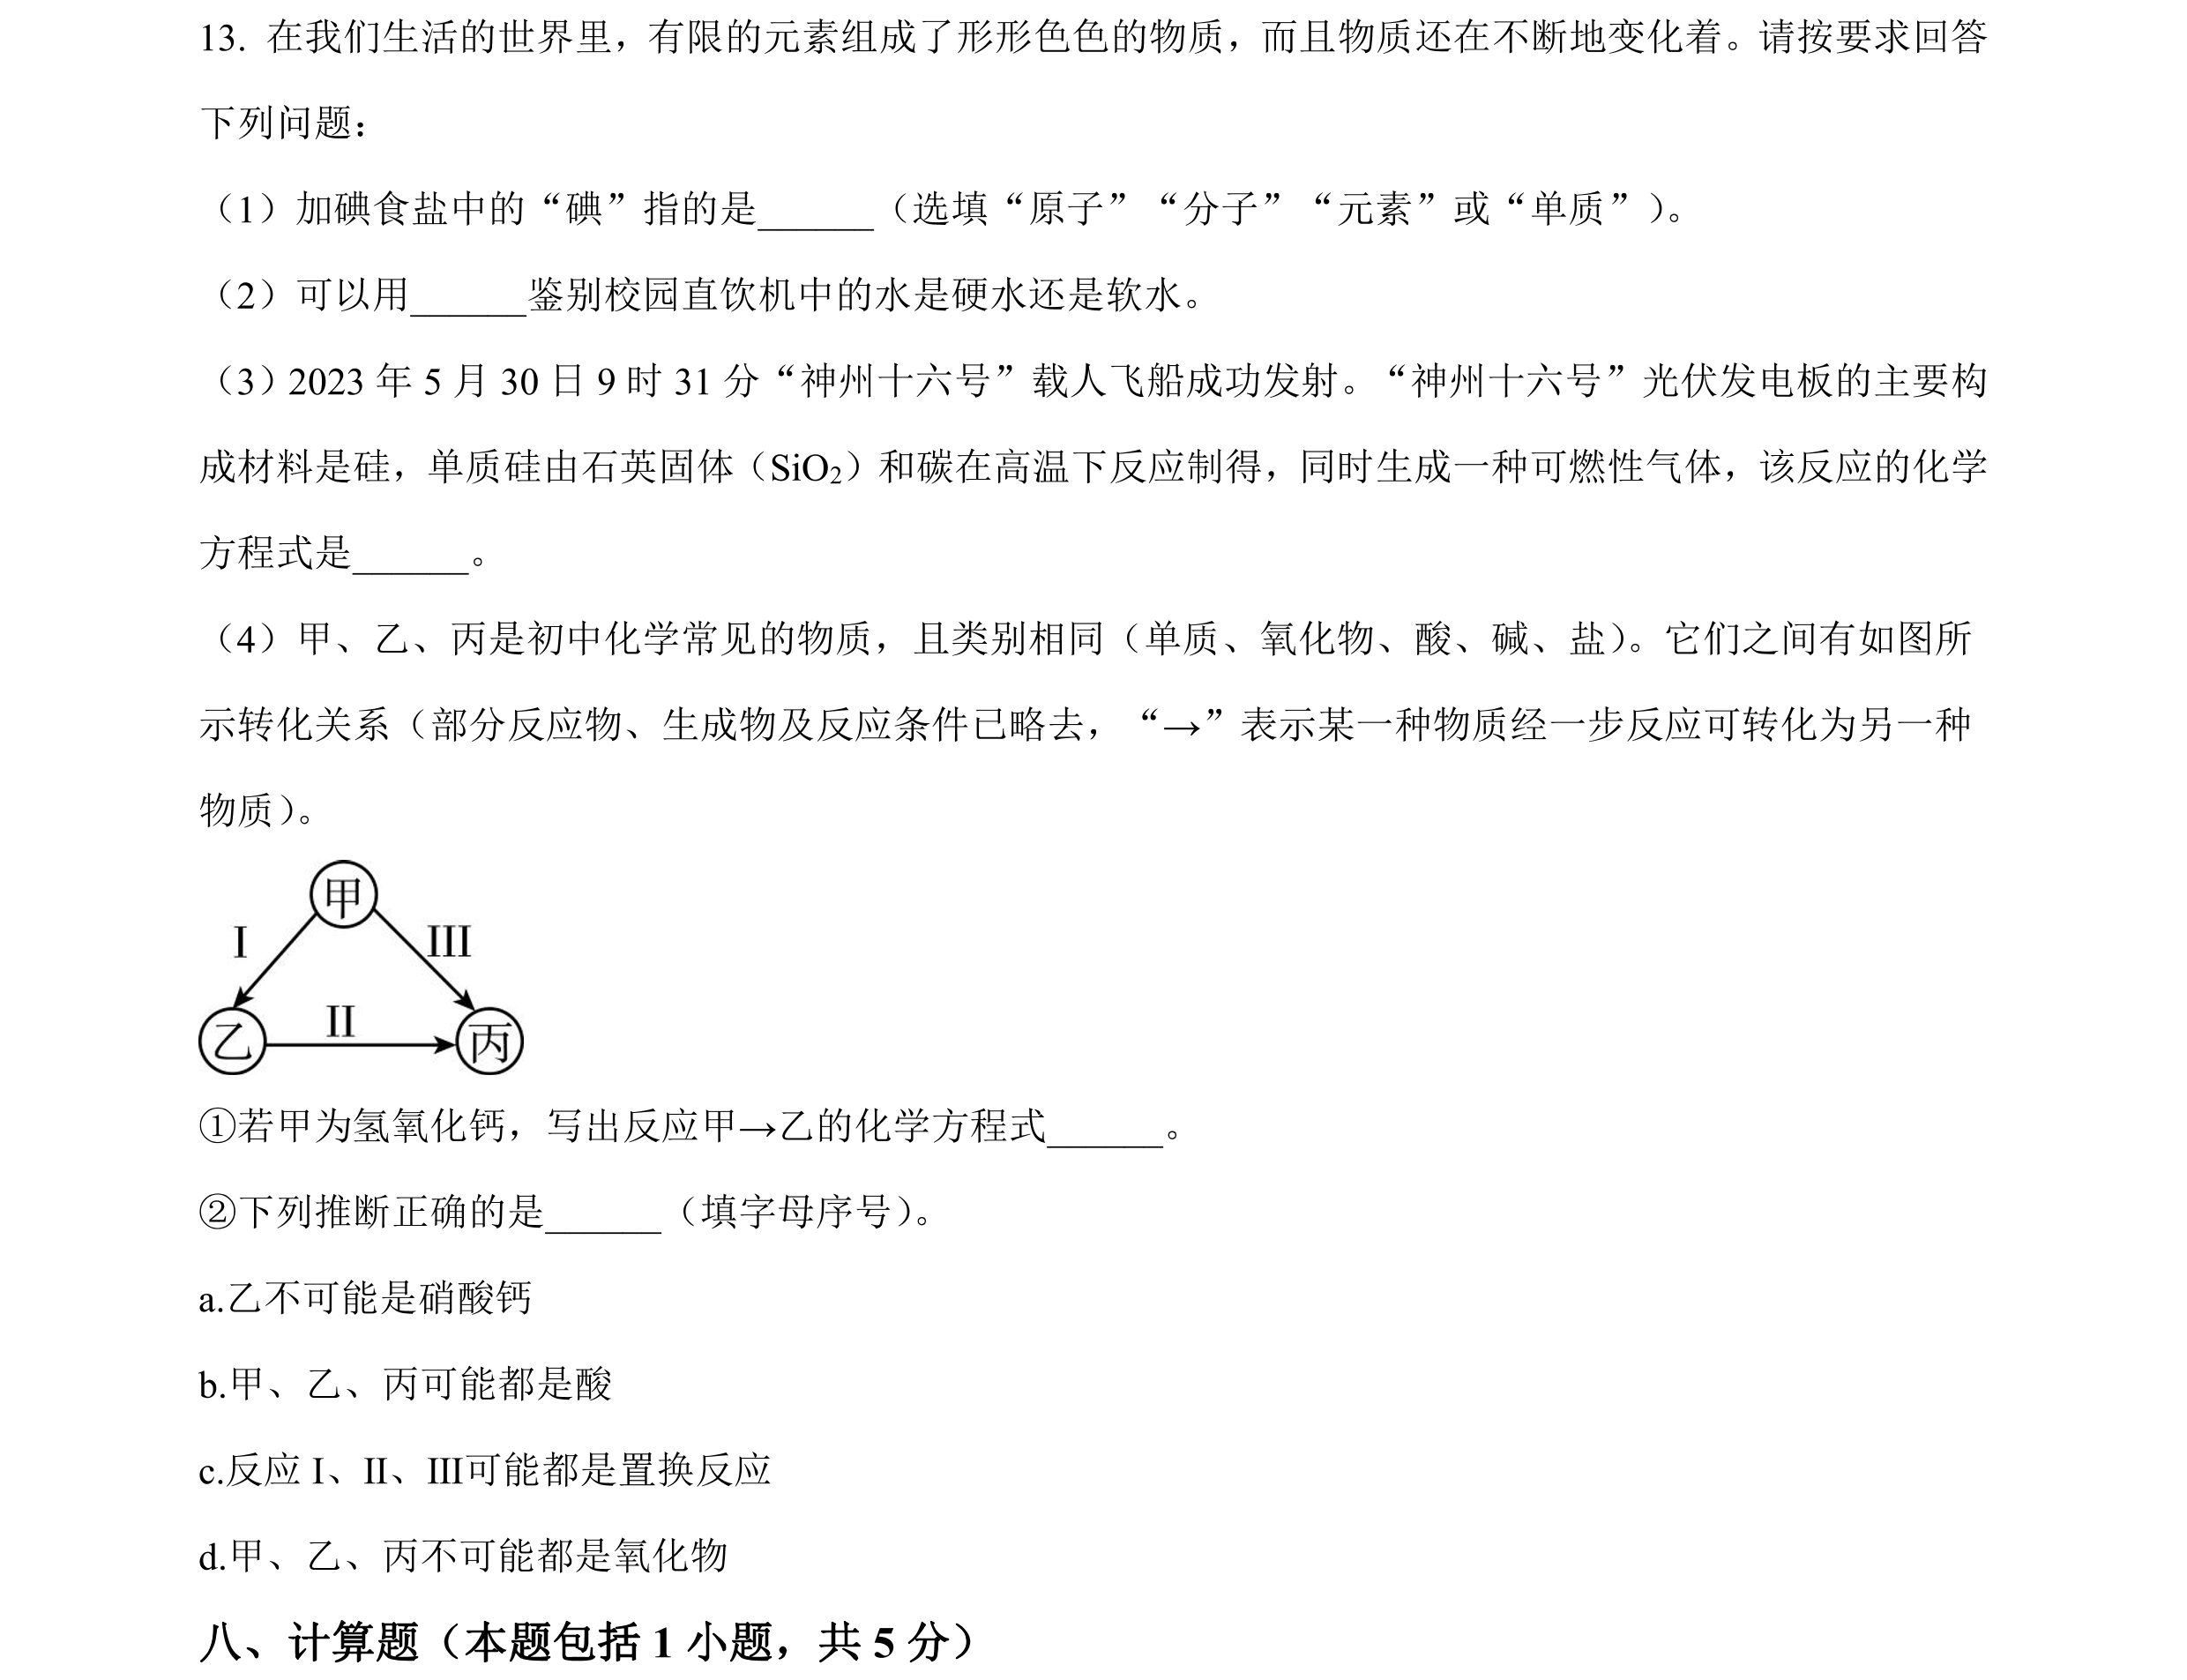 13. 在我们生活的世界里，有限的元素组成了形形色色的物质，而且物质还在不断地变化着。请按要求回答
下列问题：
（1）加碘食盐中的“碘”指的是______（选填“原子”“分子”“元素”或“单质”）。
（2）可以用______鉴别校园直饮机中的水是硬水还是软水。
（3）2023 年 5 月 30 日 9 时 31 分“神州十六号”载人飞船成功发射。“神州十六号”光伏发电板的主要构
成材料是硅，单质硅由石英固体（SiO₂）和碳在高温下反应制得，同时生成一种可燃性气体，该反应的化学
方程式是______。
（4）甲、乙、丙是初中化学常见的物质，且类别相同（单质、氧化物、酸、碱、盐）。它们之间有如图所
示转化关系（部分反应物、生成物及反应条件已略去，“→”表示某一种物质经一步反应可转化为另一种
物质）。
甲
I III
乙 II 丙
①若甲为氢氧化钙，写出反应甲→乙的化学方程式______。
②下列推断正确的是______（填字母序号）。
a.乙不可能是硝酸钙
b.甲、乙、丙可能都是酸
c.反应 I、II、III可能都是置换反应
d.甲、乙、丙不可能都是氧化物
八、计算题（本题包括 1 小题，共 5 分）